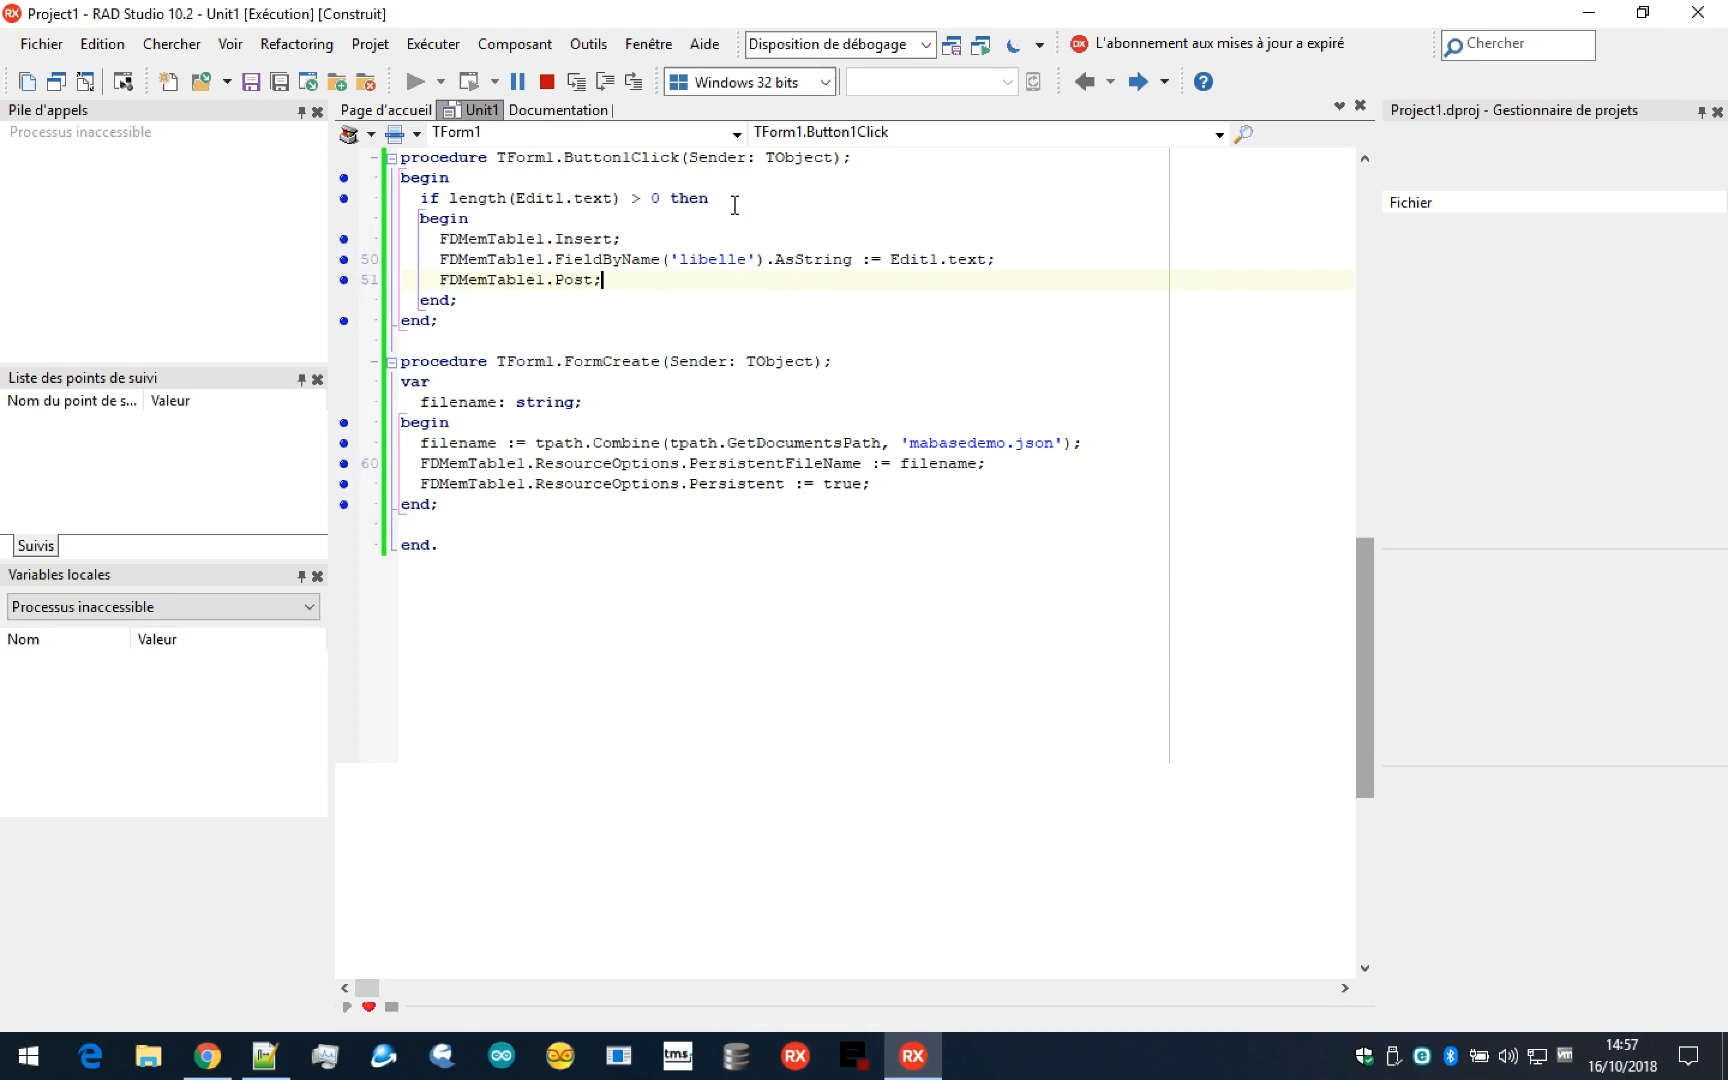 Project1 - RAD Studio 10.2 - Unit1 [Exécution] [Construit]
Fichier Edition Chercher Voir Refactoring Projet Exécuter Composant Outils Fenêtre Aide Disposition de débogage L'abonnement aux mises à jour a expiré Chercher
Windows 32 bits
Pile d'appels Page d'accueil Unit1 Documentation Project1.dproj - Gestionnaire de projets
Processus inaccessible TForm1 TForm1.Button1Click
procedure TForm1.Button1Click(Sender: TObject);
begin
if length(Edit1.text) > 0 then
Fichier
begin
FDMemTable1.Insert;
50 FDMemTable1.FieldByName('libelle').AsString := Edit1.text;
51 FDMemTable1.Post;
end;
end;
procedure TForm1.FormCreate(Sender: TObject);
var
filename: string;
begin
filename := tpath.Combine(tpath.GetDocumentsPath, 'mabasedemo.json');
60 FDMemTable1.ResourceOptions.PersistentFileName := filename;
FDMemTable1.ResourceOptions.Persistent := true;
end;
end.
Liste des points de suivi
Nom du point de s... Valeur
Suivis
Variables locales
Processus inaccessible
Nom Valeur
tms
RX
RX
14:57
16/10/2018